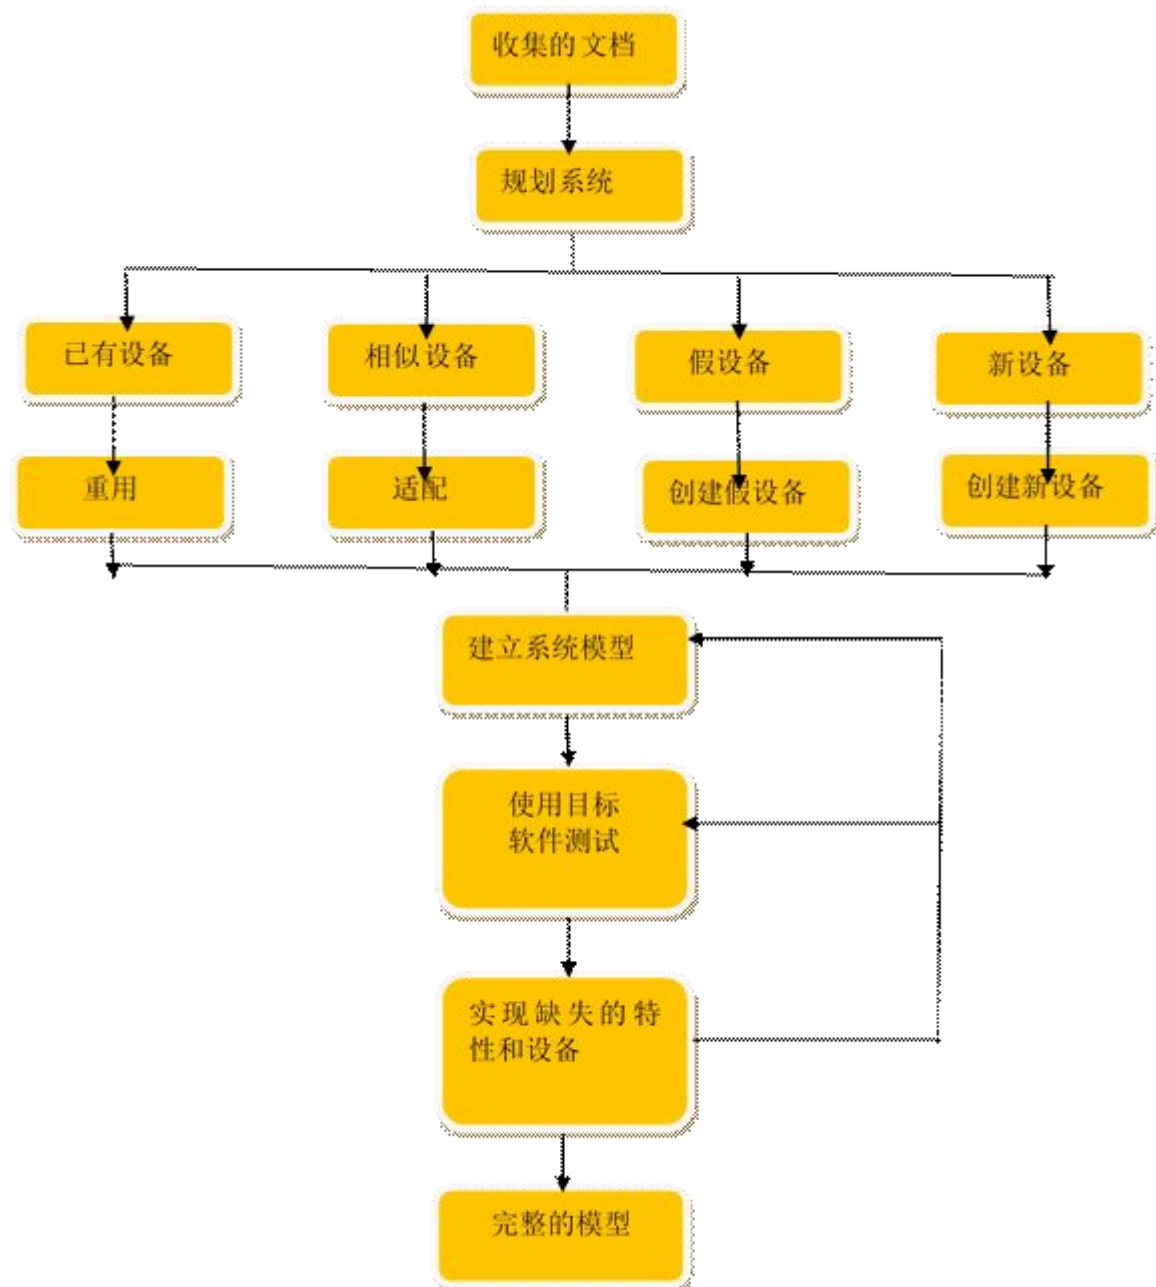 收集的文档
规划系统
已有设备
相似设备
假设备
新设备
重用
适配
创建假设备
创建新设备
建立系统模型
使用目标
软件测试
实现缺失的特
性和设备
完整的模型